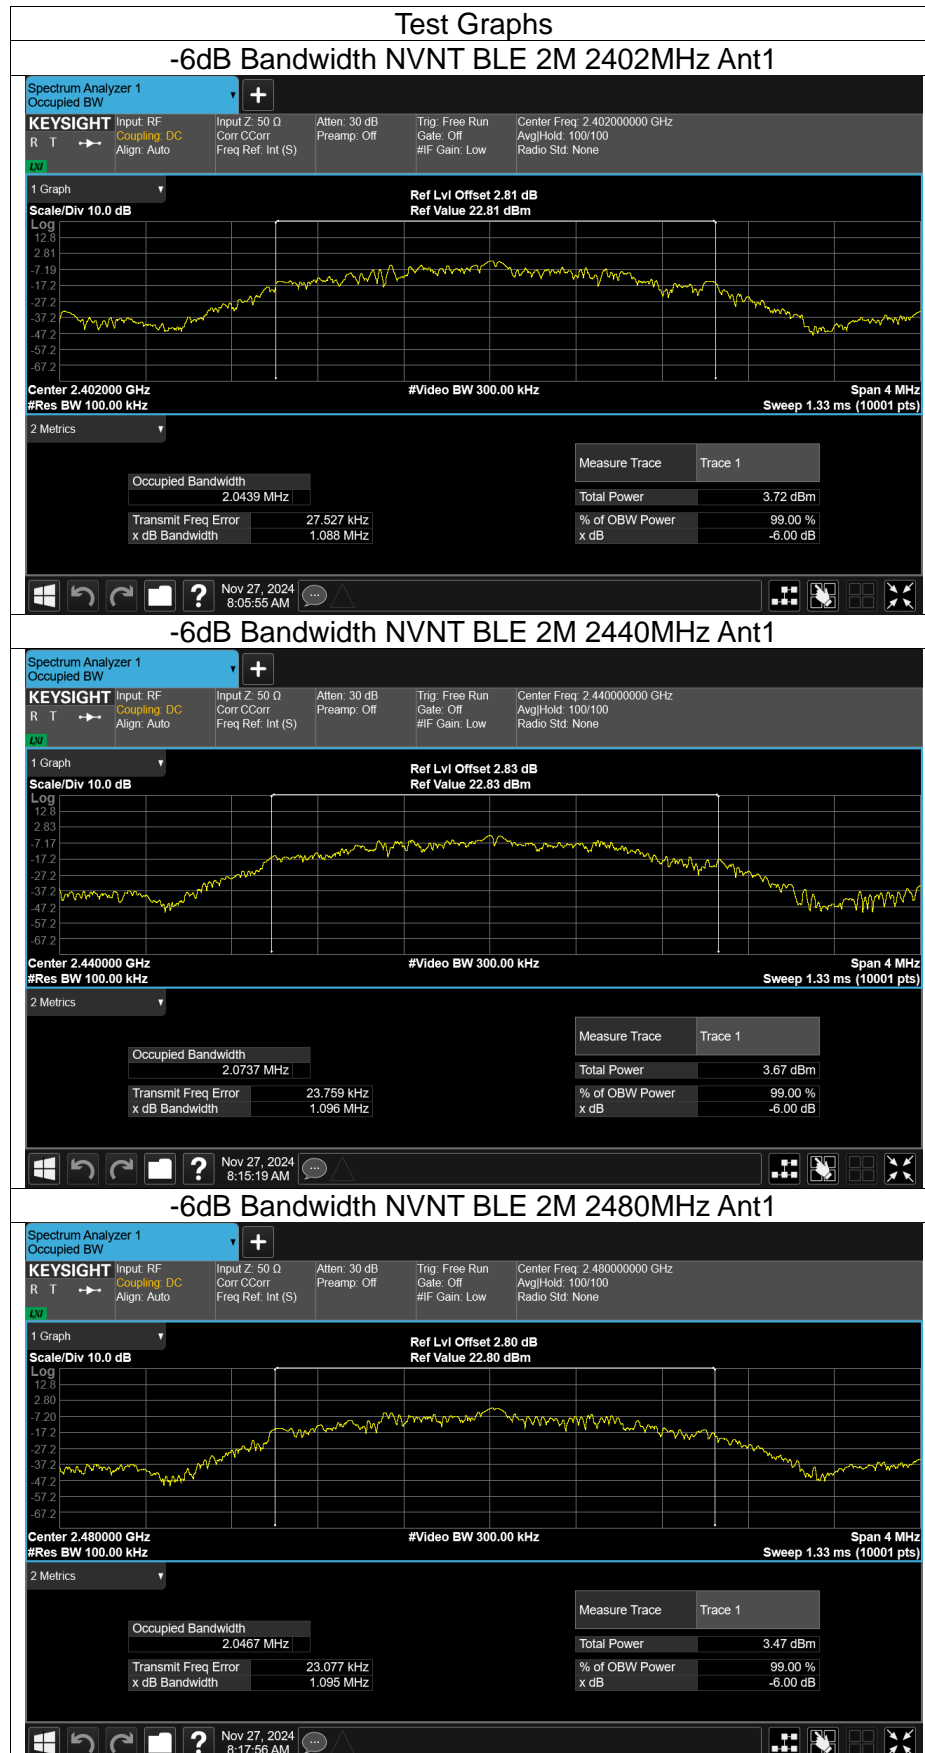 Test Graphs
-6dB Bandwidth NVNT BLE 2M 2402MHz Ant1
Spectrum Analyzer 1
Occupied BW
+
KEYSIGHT Input: RF Input Z: 50 Ω Atten: 30 dB Trig: Free Run Center Freq: 2.402000000 GHz
R T Coupling: DC Corr CCorr Preamp: Off Gate: Off Avg|Hold: 100/100
Align: Auto Freq Ref: Int (S) #IF Gain: Low Radio Std: None
LXI
1 Graph Ref Lvl Offset 2.81 dB
Scale/Div 10.0 dB Ref Value 22.81 dBm
Log
12.8
2.81
-7.19
-17.2
-27.2
-37.2
-47.2
-57.2
-67.2
Center 2.402000 GHz #Video BW 300.00 kHz Span 4 MHz
#Res BW 100.00 kHz Sweep 1.33 ms (10001 pts)
2 Metrics
Measure Trace Trace 1
Occupied Bandwidth
2.0439 MHz Total Power 3.72 dBm
Transmit Freq Error 27.527 kHz % of OBW Power 99.00 %
x dB Bandwidth 1.088 MHz x dB -6.00 dB
? Nov 27, 2024
8:05:55 AM
-6dB Bandwidth NVNT BLE 2M 2440MHz Ant1
Spectrum Analyzer 1
Occupied BW
+
KEYSIGHT Input: RF Input Z: 50 Ω Atten: 30 dB Trig: Free Run Center Freq: 2.440000000 GHz
R T Coupling: DC Corr CCorr Preamp: Off Gate: Off Avg|Hold: 100/100
Align: Auto Freq Ref: Int (S) #IF Gain: Low Radio Std: None
LXI
1 Graph Ref Lvl Offset 2.83 dB
Scale/Div 10.0 dB Ref Value 22.83 dBm
Log
12.8
2.83
-7.17
-17.2
-27.2
-37.2
-47.2
-57.2
-67.2
Center 2.440000 GHz #Video BW 300.00 kHz Span 4 MHz
#Res BW 100.00 kHz Sweep 1.33 ms (10001 pts)
2 Metrics
Measure Trace Trace 1
Occupied Bandwidth
2.0737 MHz Total Power 3.67 dBm
Transmit Freq Error 23.759 kHz % of OBW Power 99.00 %
x dB Bandwidth 1.096 MHz x dB -6.00 dB
? Nov 27, 2024
8:15:19 AM
-6dB Bandwidth NVNT BLE 2M 2480MHz Ant1
Spectrum Analyzer 1
Occupied BW
+
KEYSIGHT Input: RF Input Z: 50 Ω Atten: 30 dB Trig: Free Run Center Freq: 2.480000000 GHz
R T Coupling: DC Corr CCorr Preamp: Off Gate: Off Avg|Hold: 100/100
Align: Auto Freq Ref: Int (S) #IF Gain: Low Radio Std: None
LXI
1 Graph Ref Lvl Offset 2.80 dB
Scale/Div 10.0 dB Ref Value 22.80 dBm
Log
12.8
2.80
-7.20
-17.2
-27.2
-37.2
-47.2
-57.2
-67.2
Center 2.480000 GHz #Video BW 300.00 kHz Span 4 MHz
#Res BW 100.00 kHz Sweep 1.33 ms (10001 pts)
2 Metrics
Measure Trace Trace 1
Occupied Bandwidth
2.0467 MHz Total Power 3.47 dBm
Transmit Freq Error 23.077 kHz % of OBW Power 99.00 %
x dB Bandwidth 1.095 MHz x dB -6.00 dB
? Nov 27, 2024
8:17:56 AM